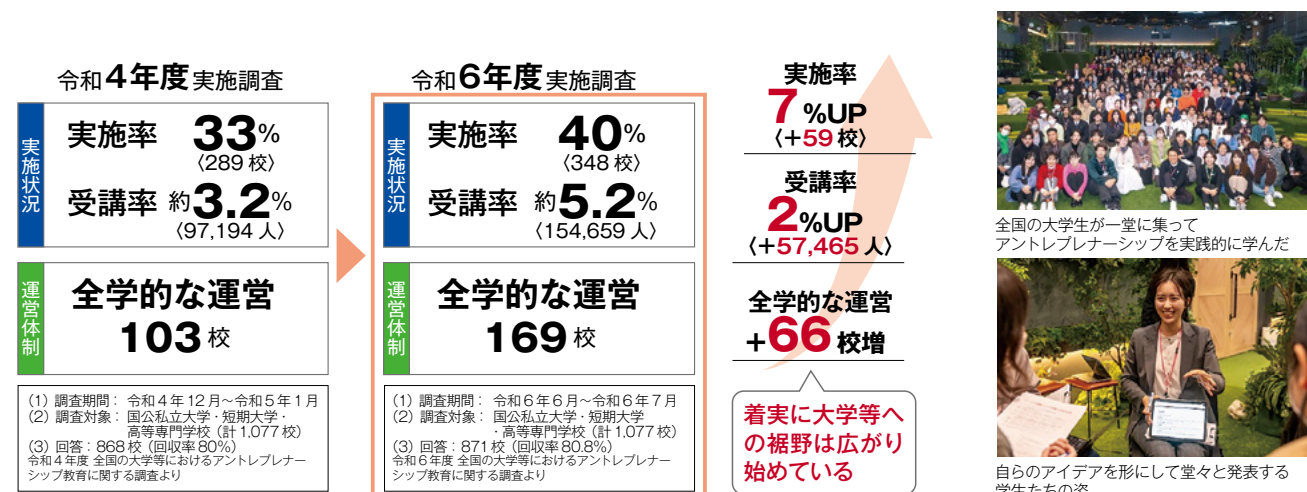 令和4年度実施調査
実施状況
実施率 33%
〈289校〉
受講率 約3.2%
〈97,194人〉
運営体制
全学的な運営
103校
(1) 調査期間: 令和4年12月~令和5年1月
(2) 調査対象: 国公私立大学・短期大学・
高等専門学校(計1,077校)
(3) 回答:868校(回収率80%)
令和4年度 全国の大学等におけるアントレプレナー
シップ教育に関する調査より
令和6年度実施調査
実施状況
実施率 40%
〈348校〉
受講率 約5.2%
〈154,659人〉
運営体制
全学的な運営
169校
(1) 調査期間: 令和6年6月~令和6年7月
(2) 調査対象: 国公私立大学・短期大学
・高等専門学校(計1,077校)
(3) 回答:871校(回収率80.8%)
令和6年度 全国の大学等におけるアントレプレナー
シップ教育に関する調査より
実施率
7%UP
〈+59校〉
受講率
2%UP
〈+57,465人〉
全学的な運営
+66校増
着実に大学等へ
の裾野は広がり
始めている
全国の大学生が一堂に集って
アントレプレナーシップを実践的に学んだ
自らのアイデアを形にして堂々と発表する
学生たちの姿